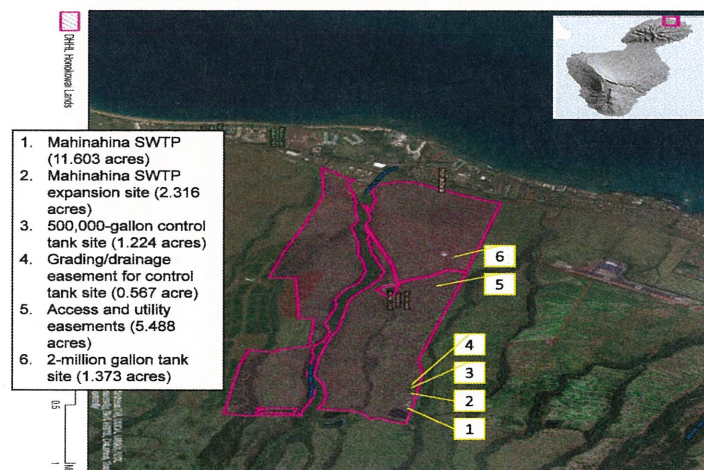 DHHL Honokowai Lands
1. Mahinahina SWTP
(11.603 acres)
2. Mahinahina SWTP
expansion site (2.316
acres)
3. 500,000-gallon control
tank site (1.224 acres)
4. Grading/drainage
easement for control
tank site (0.567 acre)
5. Access and utility
easements (5.488
acres)
6. 2-million gallon tank
site (1.373 acres)
6
5
4
3
2
1
0.5
1